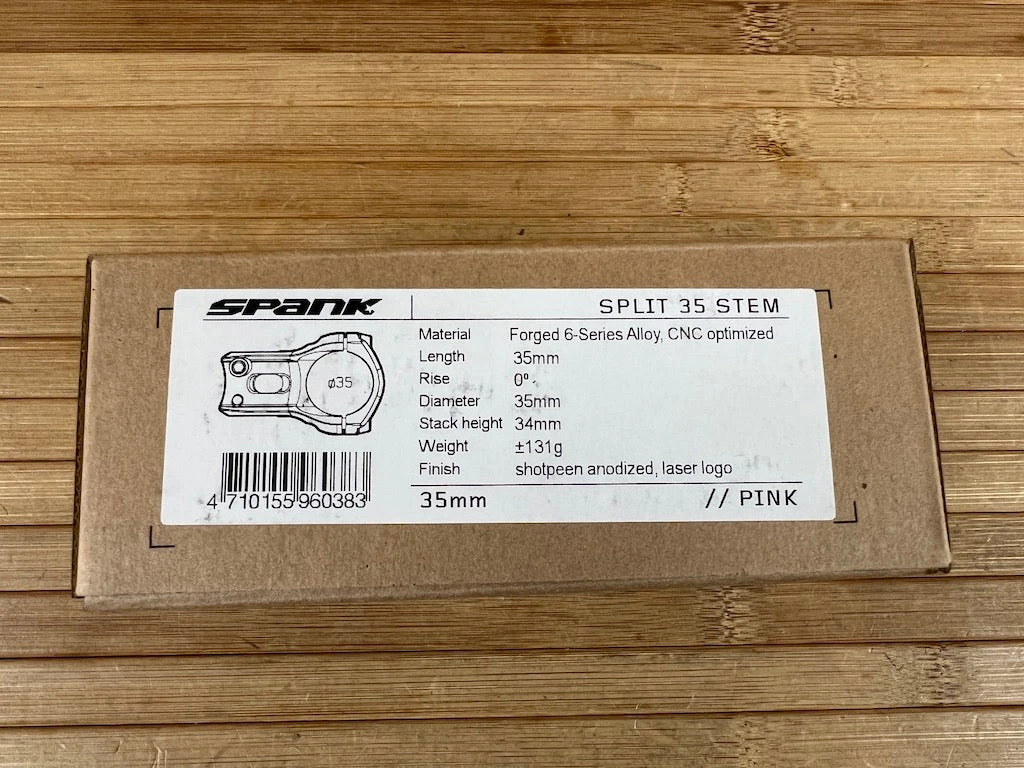 SPANK
SPLIT 35 STEM
Material Forged 6-Series Alloy, CNC optimized
Length 35mm
Rise 0°
Diameter 35mm
Stack height 34mm
Weight ±131g
Finish shotpeen anodized, laser logo
ø35
4 710155 960383
35mm // PINK